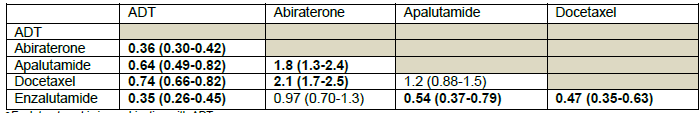 ADT Abiraterone Apalutamide Docetaxel
ADT
Abiraterone 0.36 (0.30-0.42)
Apalutamide 0.64 (0.49-0.82) 1.8 (1.3-2.4)
Docetaxel 0.74 (0.66-0.82) 2.1 (1.7-2.5) 1.2 (0.88-1.5)
Enzalutamide 0.35 (0.26-0.45) 0.97 (0.70-1.3) 0.54 (0.37-0.79) 0.47 (0.35-0.63)